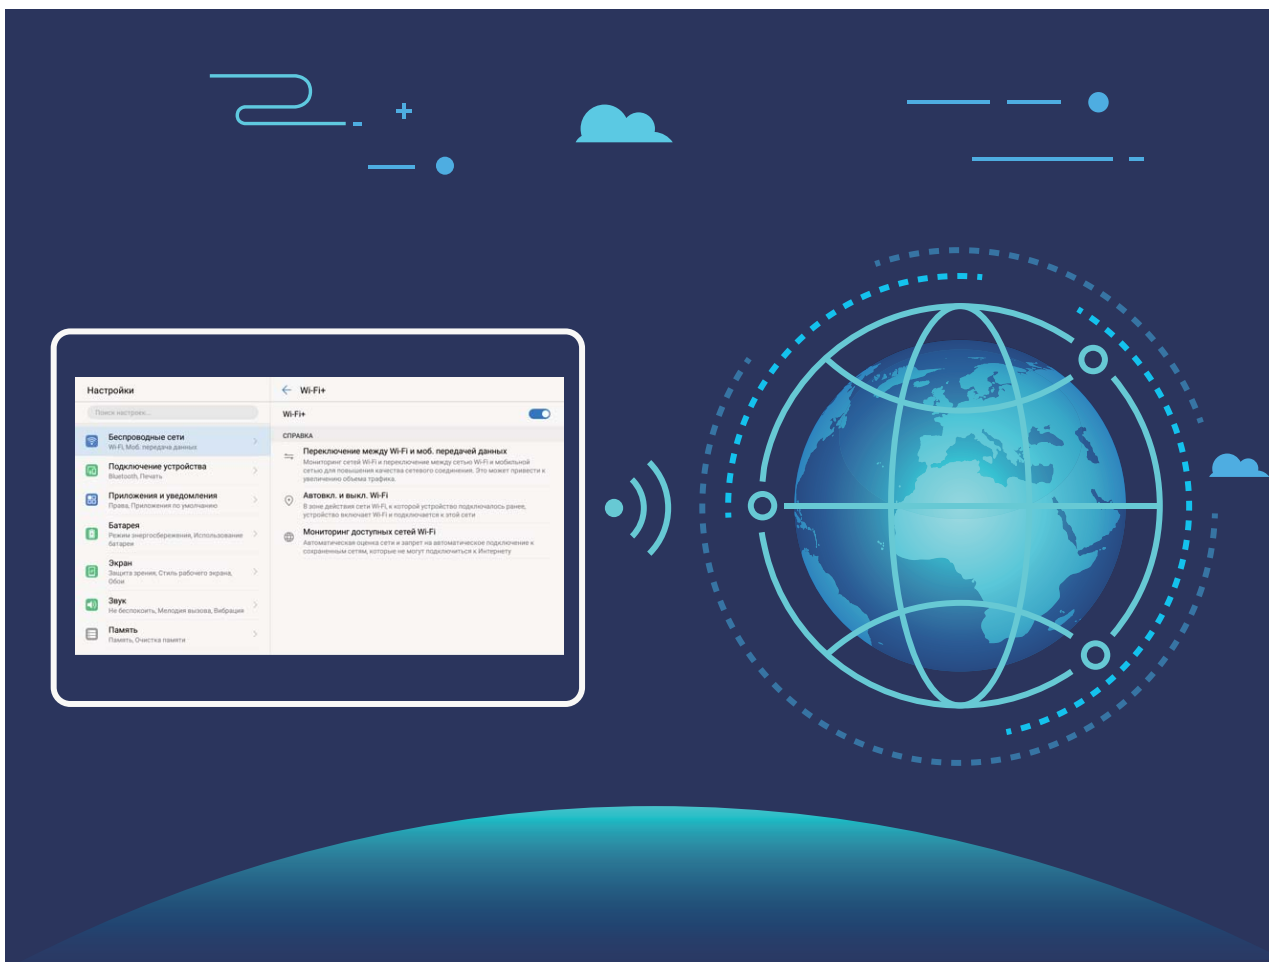 Настройки
Поиск настроек...
Беспроводные сети
Wi-Fi, Моб. передача данных
Подключение устройства
Bluetooth, Печать
Приложения и уведомления
Права, Приложения по умолчанию
Батарея
Режим энергосбережения, Использование
батареи
Экран
Защита зрения, Стиль рабочего экрана,
Обои
Звук
Не беспокоить, Мелодия вызова, Вибрация
Память
Память, Очистка памяти
Wi-Fi+
Wi-Fi+
СПРАВКА
Переключение между Wi-Fi и моб. передачей данных
Мониторинг сетей Wi-Fi и переключение между сетью Wi-Fi и мобильной
сетью для повышения качества сетевого соединения. Это может привести к
увеличению объема трафика.
Автовкл. и выкл. Wi-Fi
В зоне действия сети Wi-Fi, к которой устройство подключалось ранее,
устройство включает Wi-Fi и подключается к этой сети
Мониторинг доступных сетей Wi-Fi
Автоматическая оценка сети и запрет на автоматическое подключение к
сохраненным сетям, которые не могут подключиться к Интернету